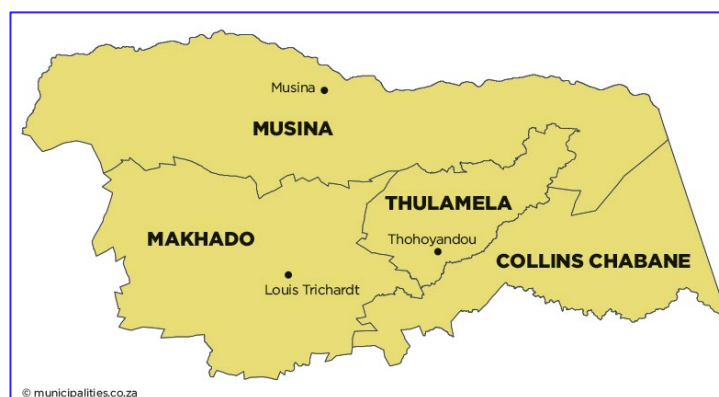 Musina
MUSINA
THULAMELA
MAKHADO
Thohoyandou
COLLINS CHABANE
Louis Trichardt
© municipalities.co.za